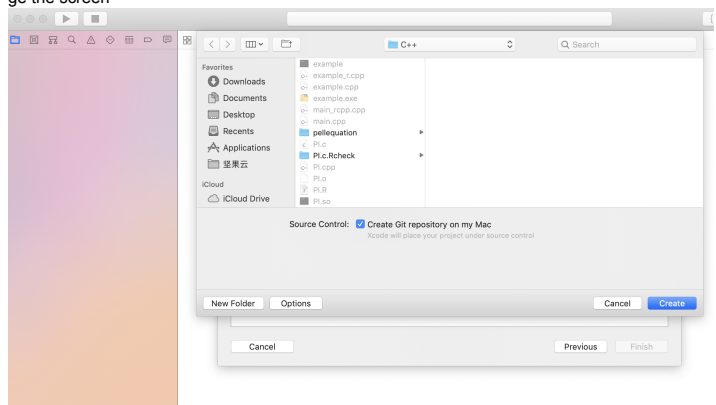 ge the screen
C++
Search
Favorites
Downloads
Documents
Desktop
Recents
Applications
坚果云
iCloud
iCloud Drive
example
example_r.cpp
example.cpp
example.exe
main_rcpp.cpp
main.cpp
pellequation
PI.c
PI.c.Rcheck
PI.cpp
PI.o
PI.R
PI.so
Source Control: Create Git repository on my Mac
Xcode will place your project under source control
New Folder Options Cancel Create
Cancel Previous Finish